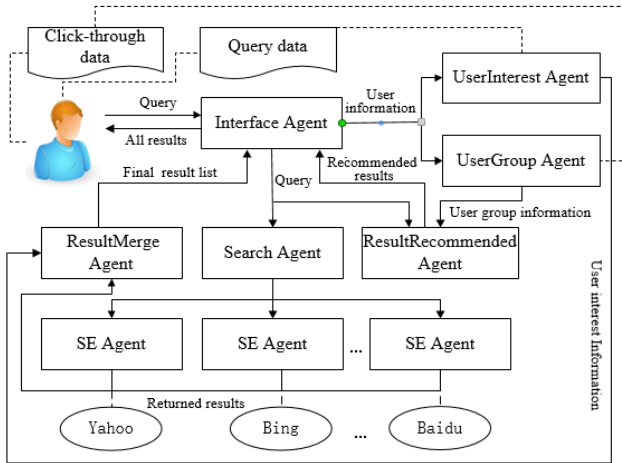 Click-through
data
Query data
UserInterest Agent
User
information
Query
Interface Agent
All results
UserGroup Agent
Final result list
Query
Recommended
results
User group information
ResultMerge
Agent
Search Agent
ResultRecommended
Agent
User interest Information
SE Agent
SE Agent
...
SE Agent
Returned results
Yahoo
Bing
...
Baidu